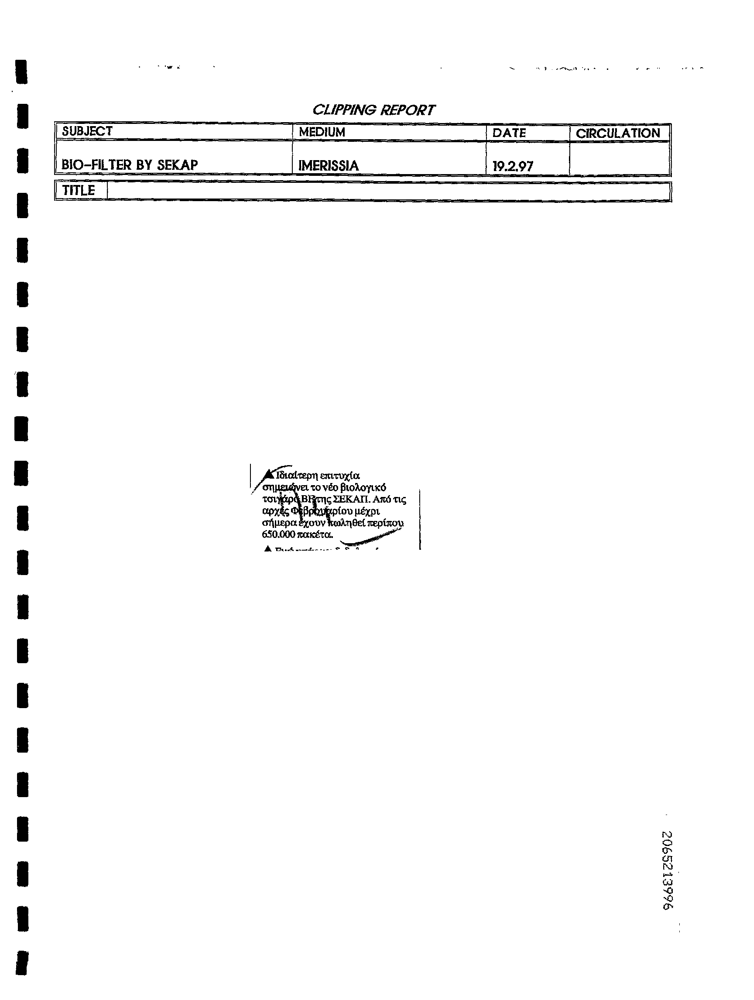 CLIPPING REPORT
SUBJECT MEDIUM DATE CIRCULATION
BIO-FILTER BY SEKAP IMERISSIA 19.2.97
TITLE
▲ Ιδιαίτερη επιτυχία
σημειώνει το νέο βιολογικό
τσιγάρο BF της ΣΕΚΑΠ. Από τις
αρχές Φεβρουαρίου μέχρι
σήμερα έχουν πωληθεί περίπου
650.000 πακέτα.
2065213996